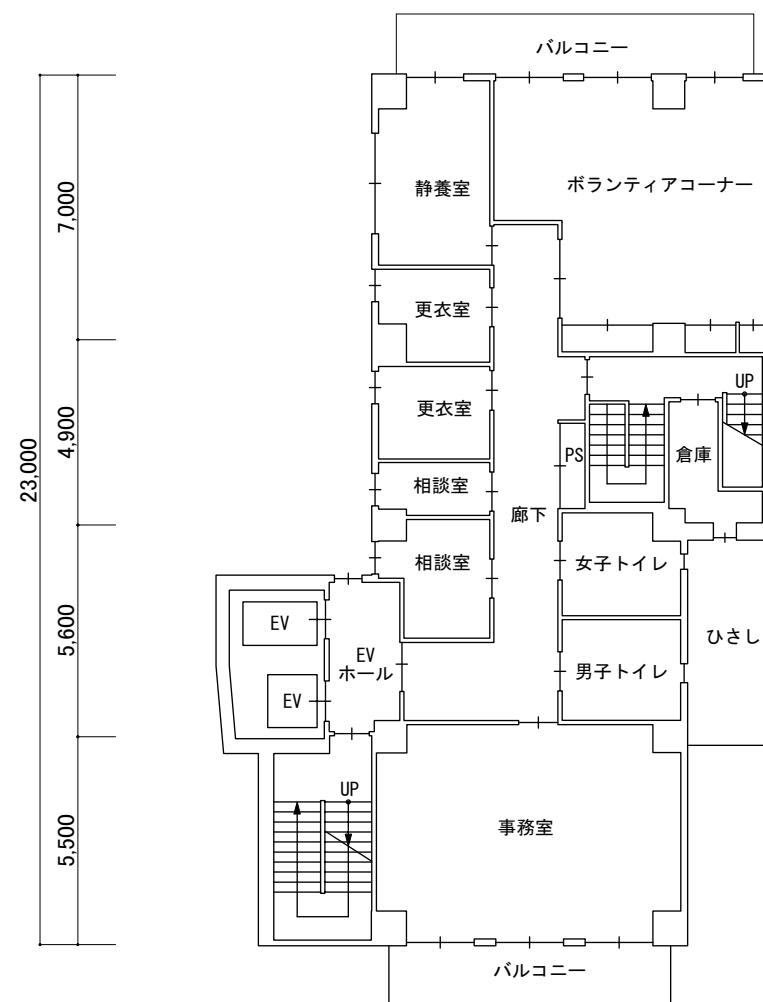 バルコニー
7,000
静養室
ボランティアコーナー
更衣室
4,900
23,000
更衣室
UP
PS
倉庫
相談室
廊下
相談室
女子トイレ
5,600
EV
EV
ホール
ひさし
男子トイレ
EV
UP
5,500
事務室
バルコニー